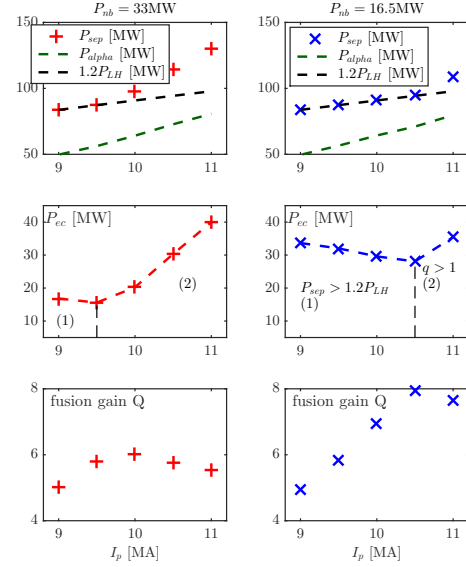 P_nb = 33MW
150
100
50
P_sep [MW]
P_alpha [MW]
1.2P_LH [MW]
9 10 11
P_nb = 16.5MW
150
100
50
P_sep [MW]
P_alpha [MW]
1.2P_LH [MW]
9 10 11
P_ec [MW]
40
30
20
10
(1)
(2)
9 10 11
P_ec [MW]
40
30
20
10
q > 1
(2)
P_sep > 1.2P_LH
(1)
9 10 11
fusion gain Q
8
6
4
9 10 11
I_p [MA]
fusion gain Q
8
6
4
9 10 11
I_p [MA]